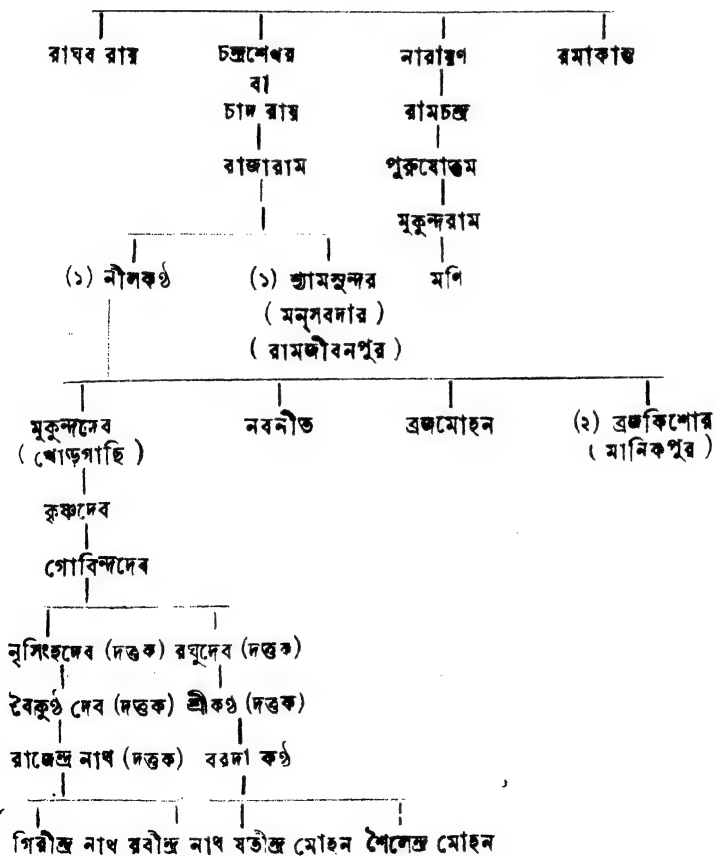 রাঘব রায় চন্দ্রশেখর নারায়ণ রমাকান্ত
বা
চাঁদ রায় রামচন্দ্র
রাজারাম পুরুষোত্তম
মুকুন্দরাম
(১) নীলকণ্ঠ (১) শ্যামসুন্দর মণি
( মন্‌সবদার )
( রামজীবনপুর )
মুকুন্দদেব নবনীত ব্রজমোহন (২) ব্রজকিশোর
( খোড়গাছি ) ( মানিকপুর )
কৃষ্ণদেব
গোবিন্দদেব
নৃসিংহদেব (দত্তক) রঘুদেব (দত্তক)
বৈকুণ্ঠ দেব (দত্তক) শ্রীকণ্ঠ (দত্তক)
রাজেন্দ্র নাথ (দত্তক) বরদা কণ্ঠ
গিরীন্দ্র নাথ রবীন্দ্র নাথ যতীন্দ্র মোহন শৈলেন্দ্র মোহন